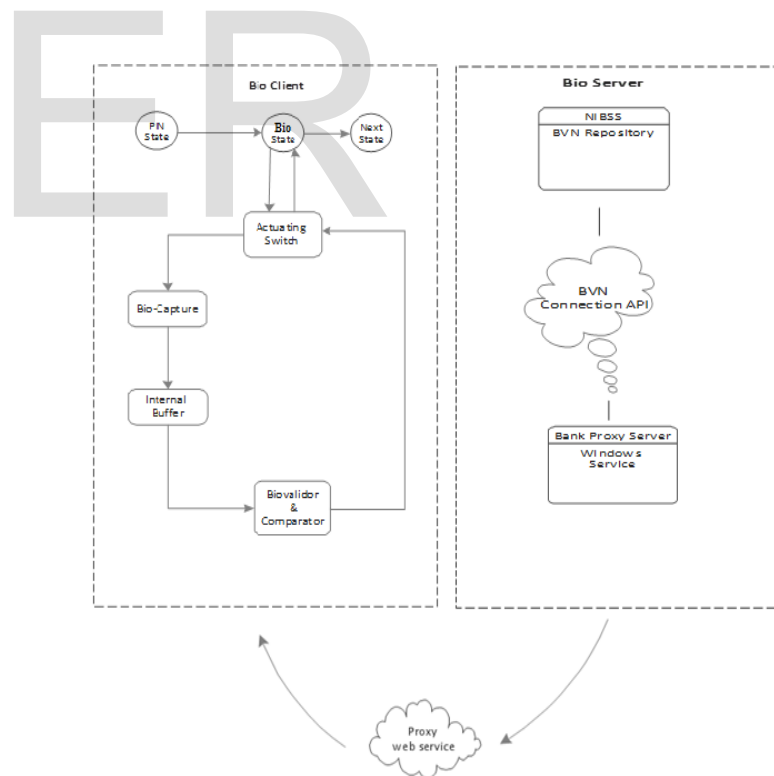 ER
Bio Client
PIN
State
Bio
State
Next
State
Actuating
Switch
Bio-Capture
Internal
Buffer
Biovalidor
&
Comparator
Bio Server
NIBSS
BVN Repository
BVN
Connection API
Bank Proxy Server
Windows
Service
Proxy
web service